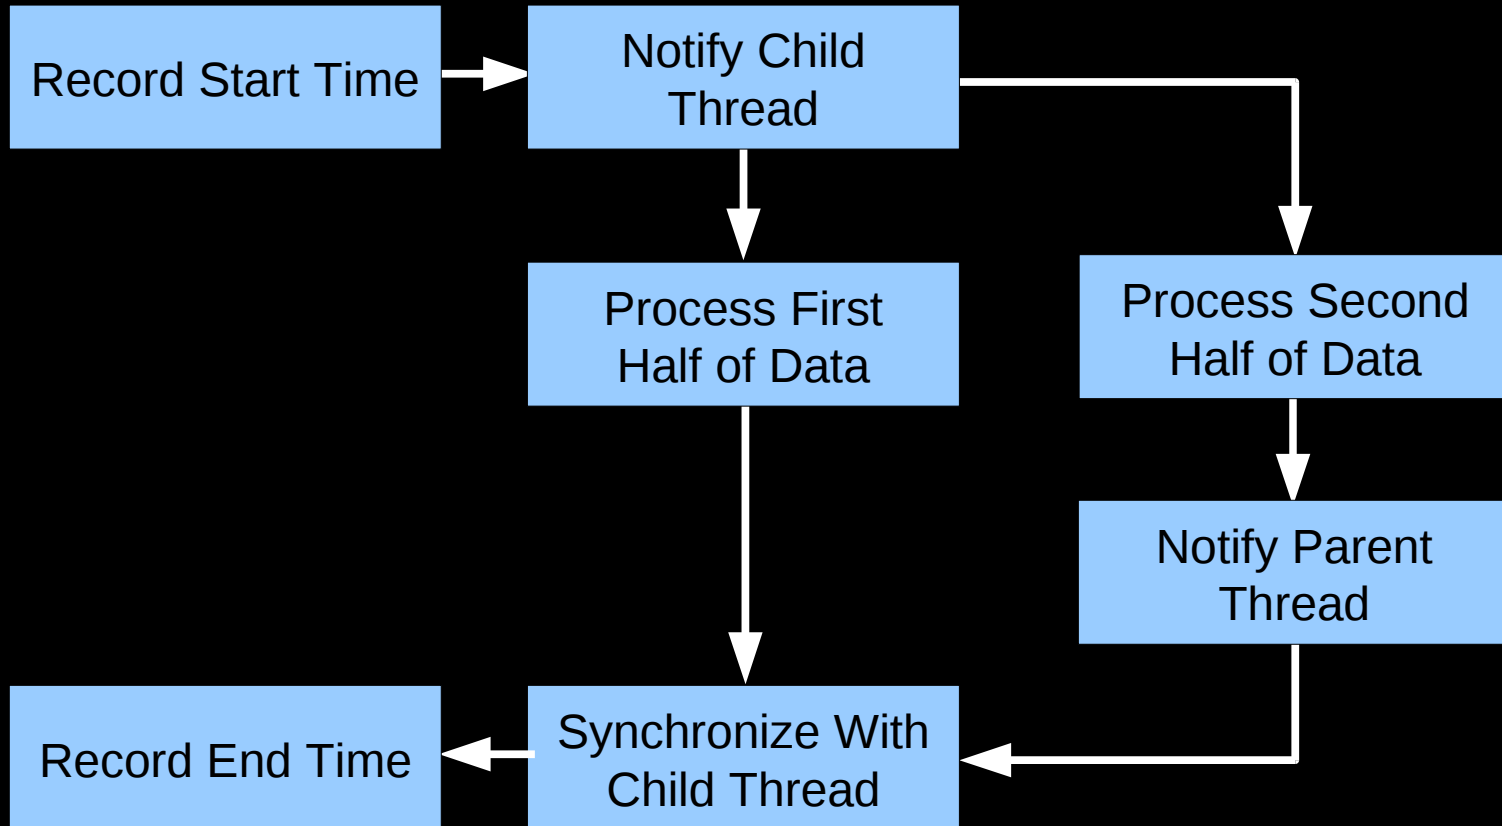 Record Start Time
Notify Child
Thread
Process First
Half of Data
Process Second
Half of Data
Notify Parent
Thread
Record End Time
Synchronize With
Child Thread